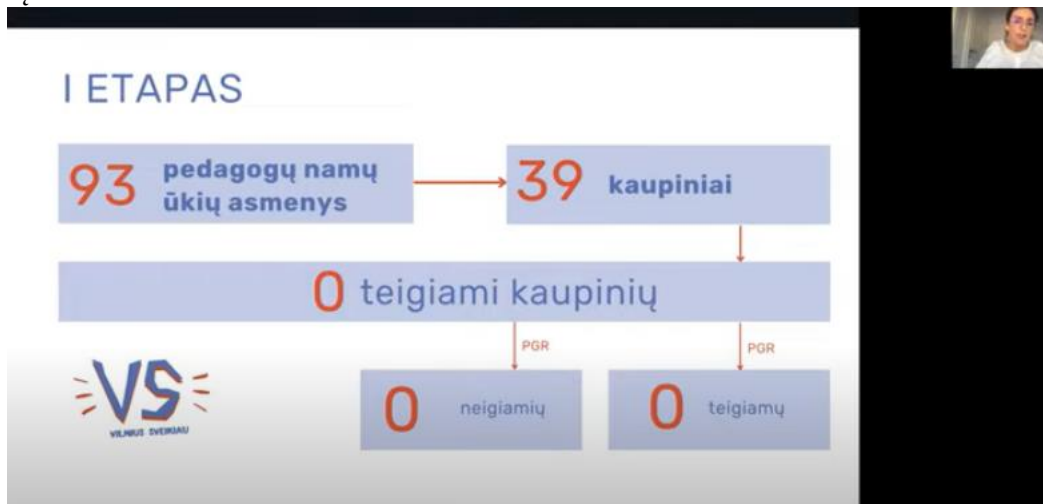 I ETAPAS
93 pedagogų namų
ūkių asmenys
39 kaupiniai
0 teigiami kaupinių
PGR
PGR
0 neigiamių
0 teigiamų
VS
VILNIUS SVEIKIAU